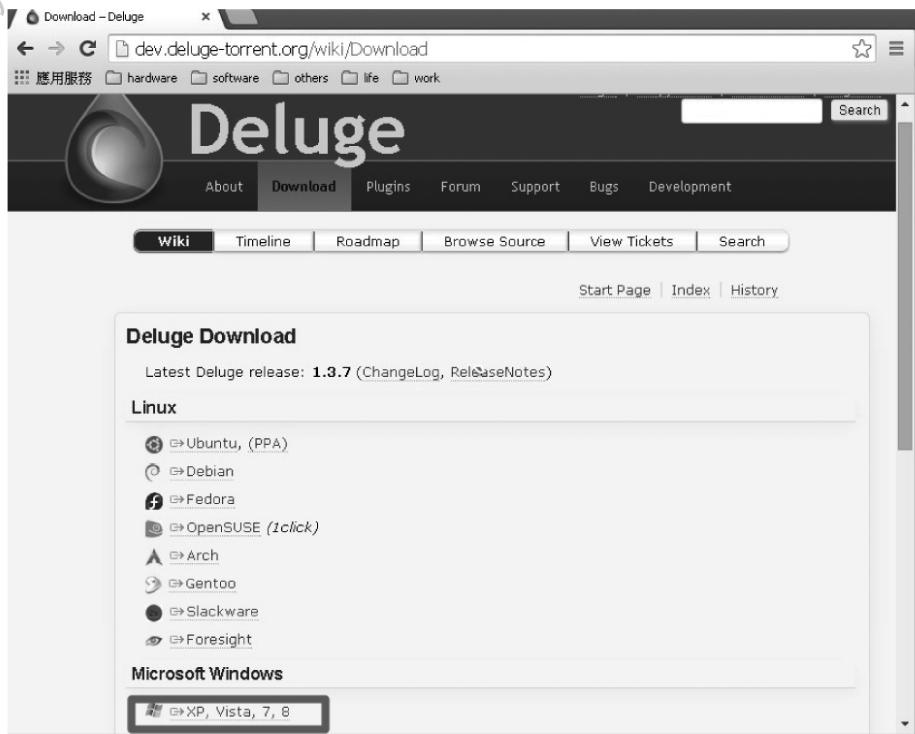 Download – Deluge
dev.deluge-torrent.org/wiki/Download
應用服務 hardware software others life work
Deluge
Search
About Download Plugins Forum Support Bugs Development
Wiki Timeline Roadmap Browse Source View Tickets Search
Start Page Index History
Deluge Download
Latest Deluge release: 1.3.7 (ChangeLog, ReleaseNotes)
Linux
Ubuntu, (PPA)
Debian
Fedora
OpenSUSE (1click)
Arch
Gentoo
Slackware
Foresight
Microsoft Windows
XP, Vista, 7, 8